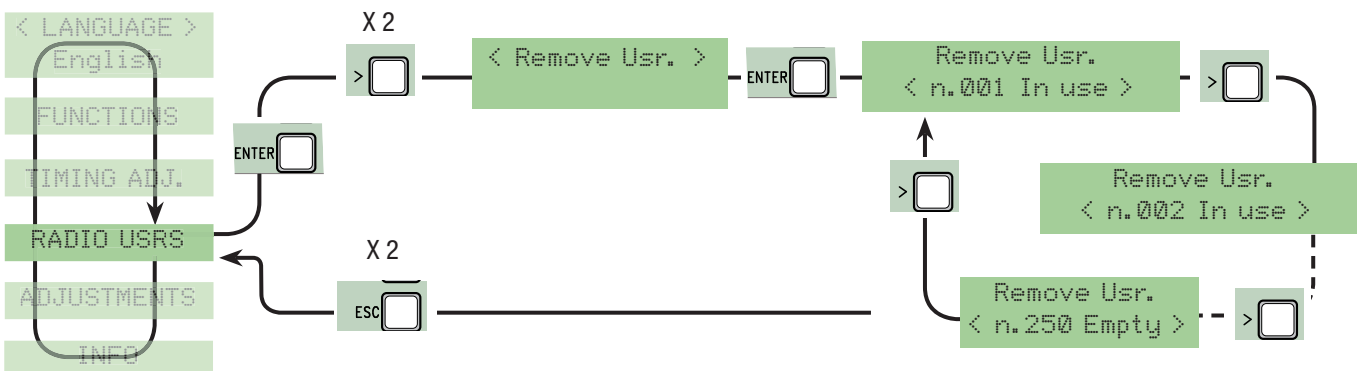 < LANGUAGE >
English
FUNCTIONS
TIMING ADJ.
RADIO USRS
ADJUSTMENTS
INFO
ENTER
X 2
>
< Remove Usr. >
ENTER
Remove Usr.
< n.001 In use >
>
Remove Usr.
< n.002 In use >
>
Remove Usr.
< n.250 Empty >
>
X 2
ESC